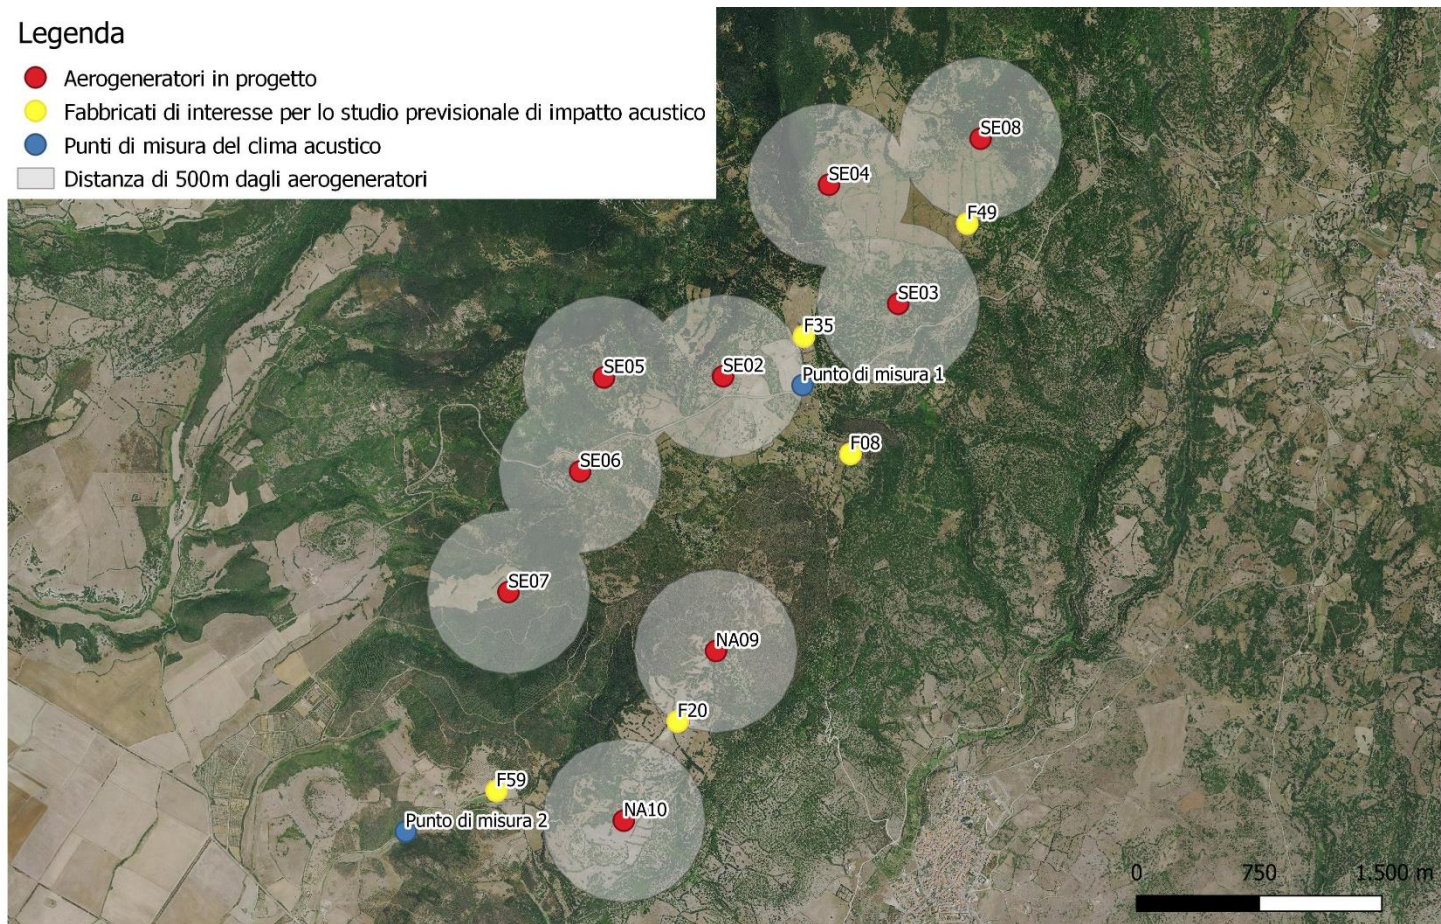 Legenda
Aerogeneratori in progetto
Fabbricati di interesse per lo studio previsionale di impatto acustico
Punti di misura del clima acustico
Distanza di 500m dagli aerogeneratori
SE08
SE04
F49
SE03
F35
SE05
SE02
Punto di misura 1
F08
SE06
SE07
NA09
F20
F59
NA10
Punto di misura 2
0 750 1.500 m